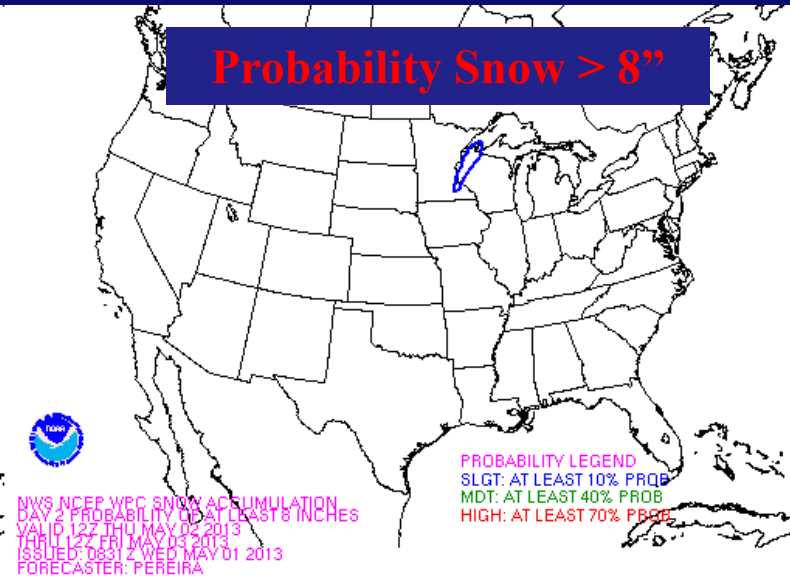 Probability Snow > 8”
noaa
PROBABILITY LEGEND
SLGT: AT LEAST 10% PROB
MDT: AT LEAST 40% PROB
HIGH: AT LEAST 70% PROB
NWS NCEP WPC SNOW ACCUMULATION
DAY 2 PROBABILITY OF AT LEAST 8 INCHES
VALID 12Z THU MAY 02 2013
THRU 12Z FRI MAY 03 2013
ISSUED: 0831Z WED MAY 01 2013
FORECASTER: PEREIRA